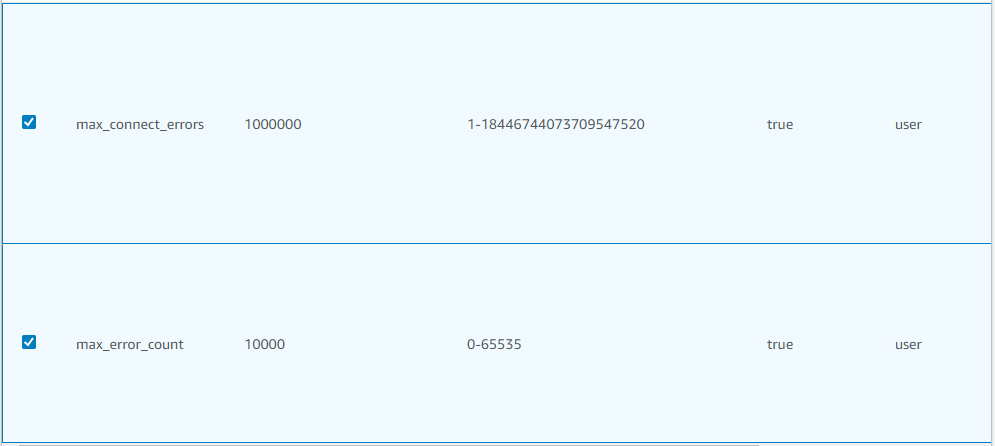 max_connect_errors 1000000 1-18446744073709547520 true user
max_error_count 10000 0-65535 true user